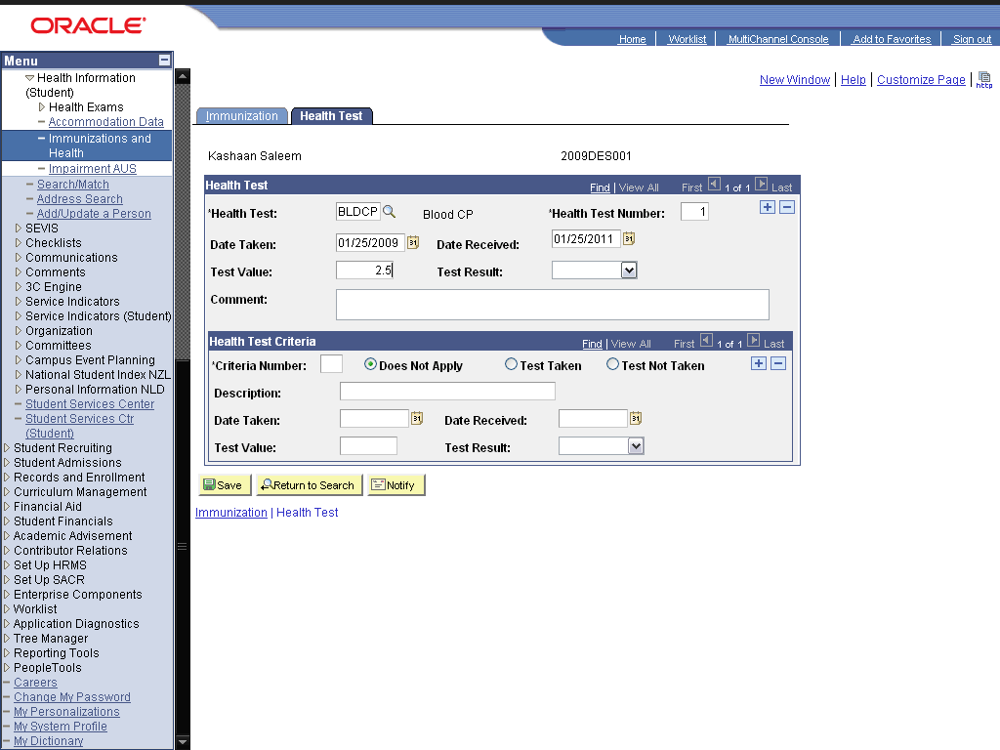 ORACLE
Home Worklist MultiChannel Console Add to Favorites Sign out
Menu
Health Information
(Student)
Health Exams
Accommodation Data
Immunizations and
Health
Impairment AUS
Search/Match
Address Search
Add/Update a Person
SEVIS
Checklists
Communications
Comments
3C Engine
Service Indicators
Service Indicators (Student)
Organization
Committees
Campus Event Planning
National Student Index NZL
Personal Information NLD
Student Services Center
Student Services Ctr
(Student)
Student Recruiting
Student Admissions
Records and Enrollment
Curriculum Management
Financial Aid
Student Financials
Academic Advisement
Contributor Relations
Set Up HRMS
Set Up SACR
Enterprise Components
Worklist
Application Diagnostics
Tree Manager
Reporting Tools
PeopleTools
Careers
Change My Password
My Personalizations
My System Profile
My Dictionary
New Window | Help | Customize Page | http
Immunization Health Test
Kashaan Saleem 2009DES001
Health Test Find | View All First 1 of 1 Last
*Health Test: BLDCP Blood CP *Health Test Number: 1
Date Taken: 01/25/2009 31 Date Received: 01/25/2011 31
Test Value: 2.5 Test Result:
Comment:
Health Test Criteria Find | View All First 1 of 1 Last
*Criteria Number: Does Not Apply Test Taken Test Not Taken
Description:
Date Taken: 31 Date Received: 31
Test Value: Test Result:
Save Return to Search Notify
Immunization | Health Test